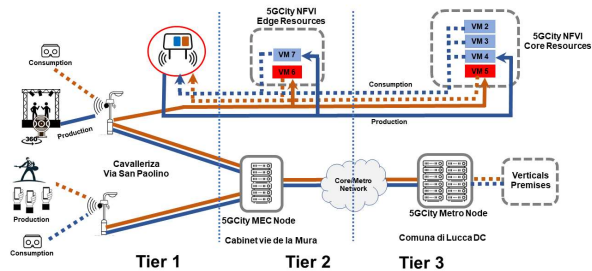 5GCity NFVI
Edge Resources
VM 7
VM 6
5GCity NFVI
Core Resources
VM 2
VM 3
VM 4
VM 5
Consumption
Consumption
Production
360°
Production
Cavalleriza
Via San Paolino
Core/Metro
Network
Verticals
Premises
Production
5GCity MEC Node
5GCity Metro Node
Consumption
Cabinet vie de la Mura
Comuna di Lucca DC
Tier 1
Tier 2
Tier 3